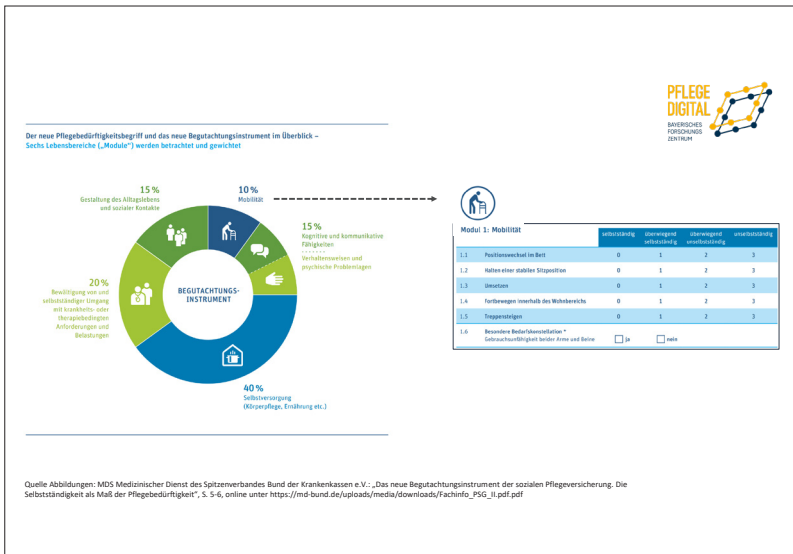 PFLEGE
DIGITAL
BAYERISCHES
FORSCHUNGS
ZENTRUM
Der neue Pflegebedürftigkeitsbegriff und das neue Begutachtungsinstrument im Überblick –
Sechs Lebensbereiche („Module“) werden betrachtet und gewichtet
15 %
Gestaltung des Alltagslebens
und sozialer Kontakte
10 %
Mobilität
15 %
Kognitive und kommunikative
Fähigkeiten
Verhaltensweisen und
psychische Problemlagen
20 %
Bewältigung von und
selbstständiger Umgang
mit krankheits- oder
therapiebedingten
Anforderungen und
Belastungen
BEGUTACHTUNGS-
INSTRUMENT
40 %
Selbstversorgung
(Körperpflege, Ernährung etc.)
Modul 1: Mobilität
selbstständig überwiegend selbstständig überwiegend unselbstständig unselbstständig
1.1 Positionswechsel im Bett 0 1 2 3
1.2 Halten einer stabilen Sitzposition 0 1 2 3
1.3 Umsetzen 0 1 2 3
1.4 Fortbewegen innerhalb des Wohnbereichs 0 1 2 3
1.5 Treppensteigen 0 1 2 3
1.6 Besondere Bedarfskonstellation *
Gebrauchsunfähigkeit beider Arme und Beine ja nein
Quelle Abbildungen: MDS Medizinischer Dienst des Spitzenverbandes Bund der Krankenkassen e.V.: „Das neue Begutachtungsinstrument der sozialen Pflegeversicherung. Die
Selbstständigkeit als Maß der Pflegebedürftigkeit“, S. 5-6, online unter https://md-bund.de/uploads/media/downloads/Fachinfo_PSG_II.pdf.pdf